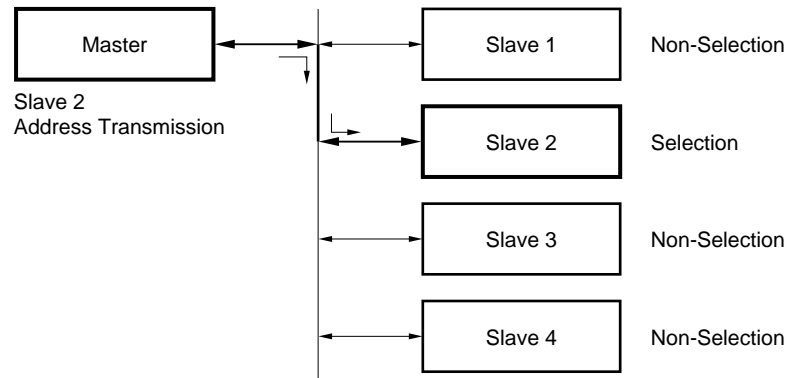 Master
Slave 1
Non-Selection
Slave 2
Address Transmission
Slave 2
Selection
Slave 3
Non-Selection
Slave 4
Non-Selection